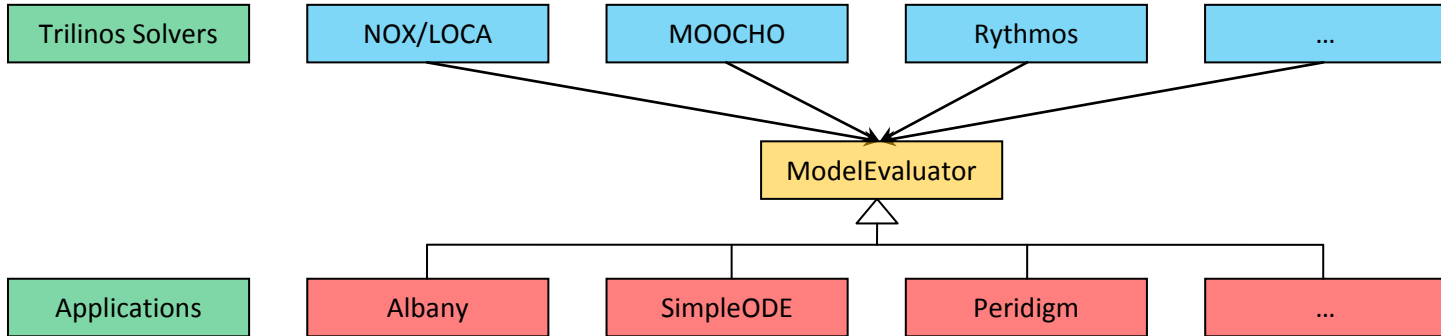 Trilinos Solvers
NOX/LOCA
MOOCHO
Rythmos
...
ModelEvaluator
Applications
Albany
SimpleODE
Peridigm
...